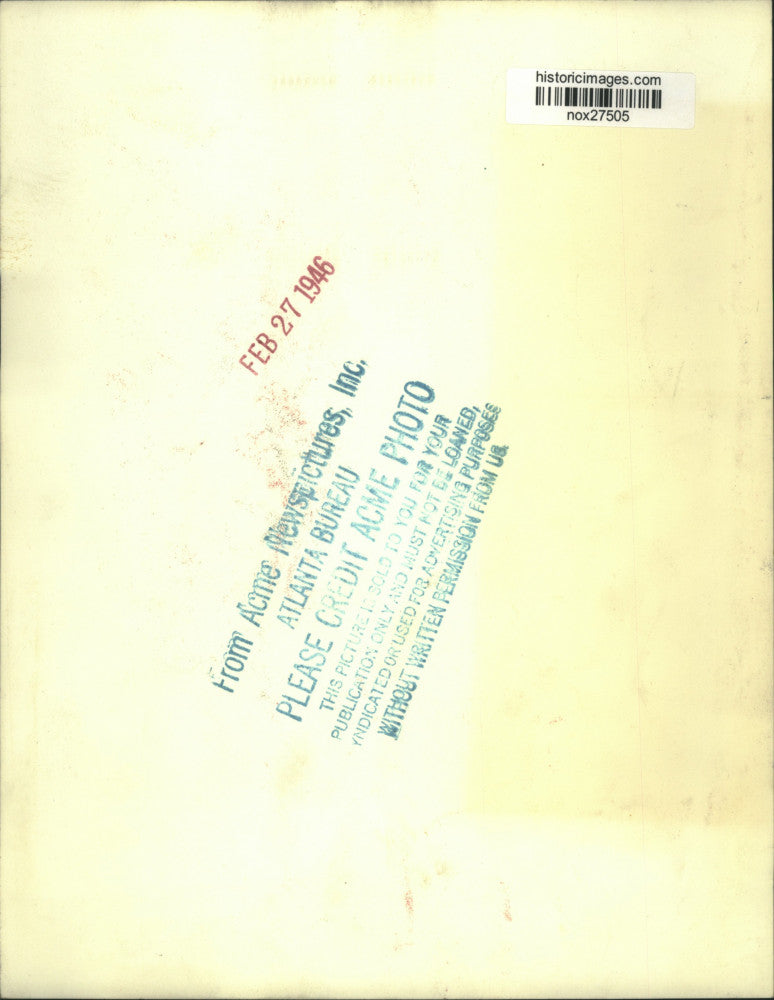 historicimages.com
nox27505
FEB 27 1946
From Acme Newspictures, Inc.
ATLANTA BUREAU
PLEASE CREDIT ACME PHOTO
THIS PICTURE IS SOLD TO YOU FOR YOUR
PUBLICATION ONLY AND MUST NOT BE LOANED,
YNDICATED OR USED FOR ADVERTISING PURPOSES
WITHOUT WRITTEN PERMISSION FROM US.